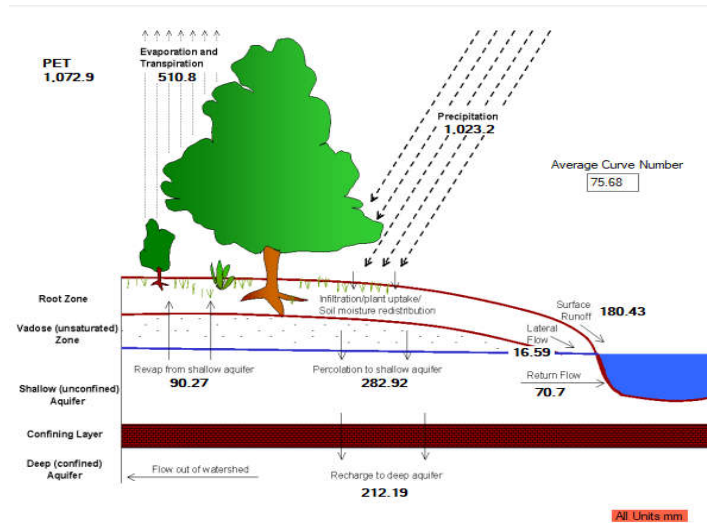 Evaporation and
Transpiration
510.8
PET
1,072.9
Precipitation
1,023.2
Average Curve Number
75.68
Root Zone
Infiltration/plant uptake/
Soil moisture redistribution
Surface
Runoff
180.43
Vadose (unsaturated)
Zone
Lateral
Flow
16.59
Revap from shallow aquifer
90.27
Percolation to shallow aquifer
282.92
Return Flow
70.7
Shallow (unconfined)
Aquifer
Confining Layer
Deep (confined)
Aquifer
Flow out of watershed
Recharge to deep aquifer
212.19
All Units mm